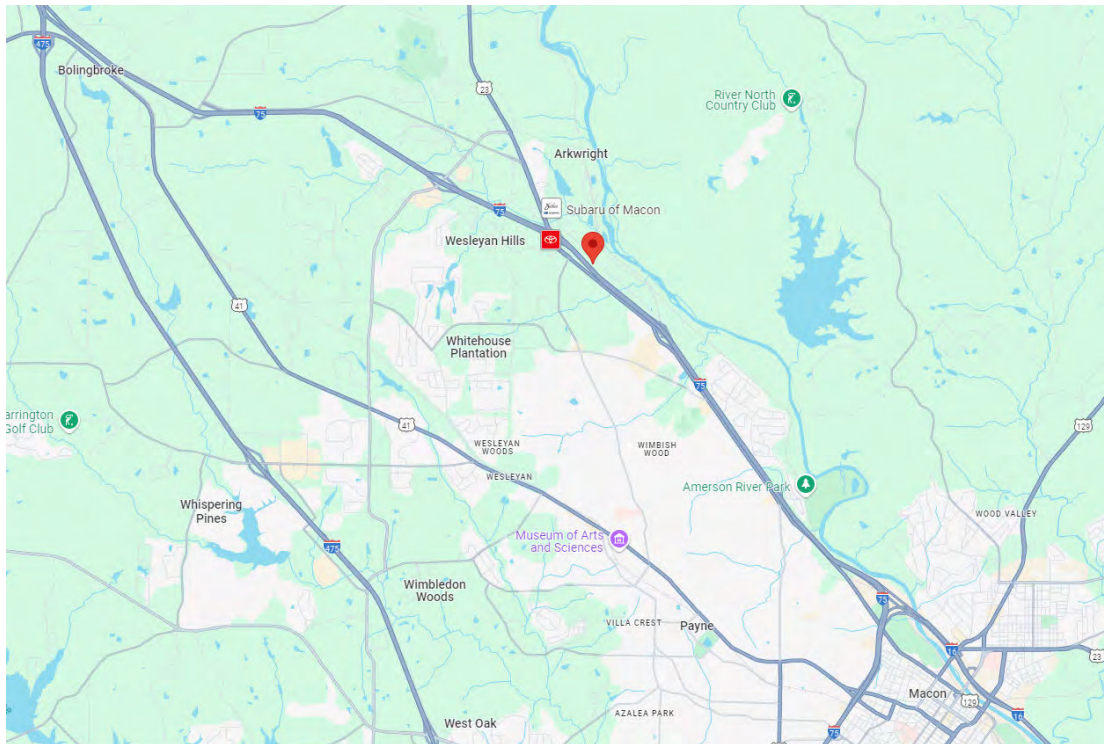 475
Bolingbroke
23
River North
Country Club
75
Arkwright
75
Subaru of Macon
Wesleyan Hills
41
Whitehouse
Plantation
75
arrington
Golf Club
41
129
WESLEYAN
WOODS
WIMBISH
WOOD
WESLEYAN
Amerson River Park
Whispering
Pines
WOOD VALLEY
Museum of Arts
and Sciences
475
Wimbledon
Woods
75
VILLA CREST
Payne
16
23
Macon
129
West Oak
AZALEA PARK
16
75